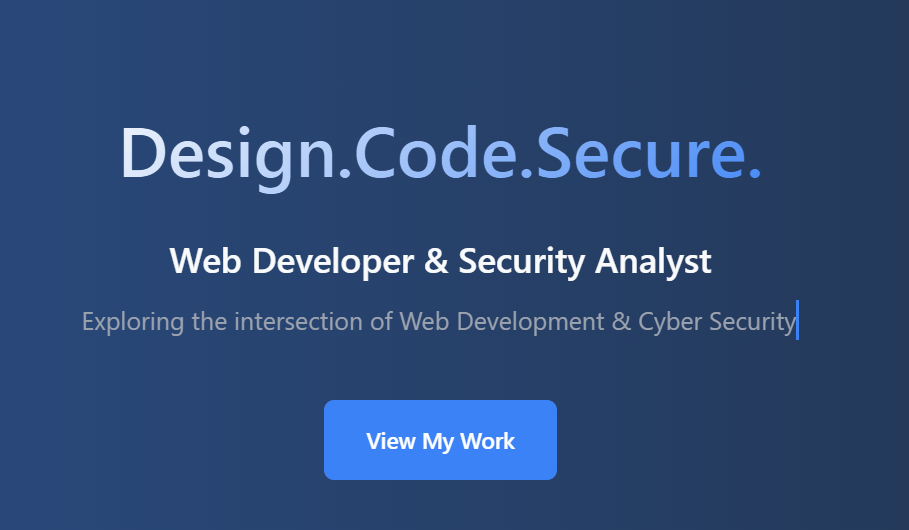 Design.Code.Secure.
Web Developer & Security Analyst
Exploring the intersection of Web Development & Cyber Security
View My Work